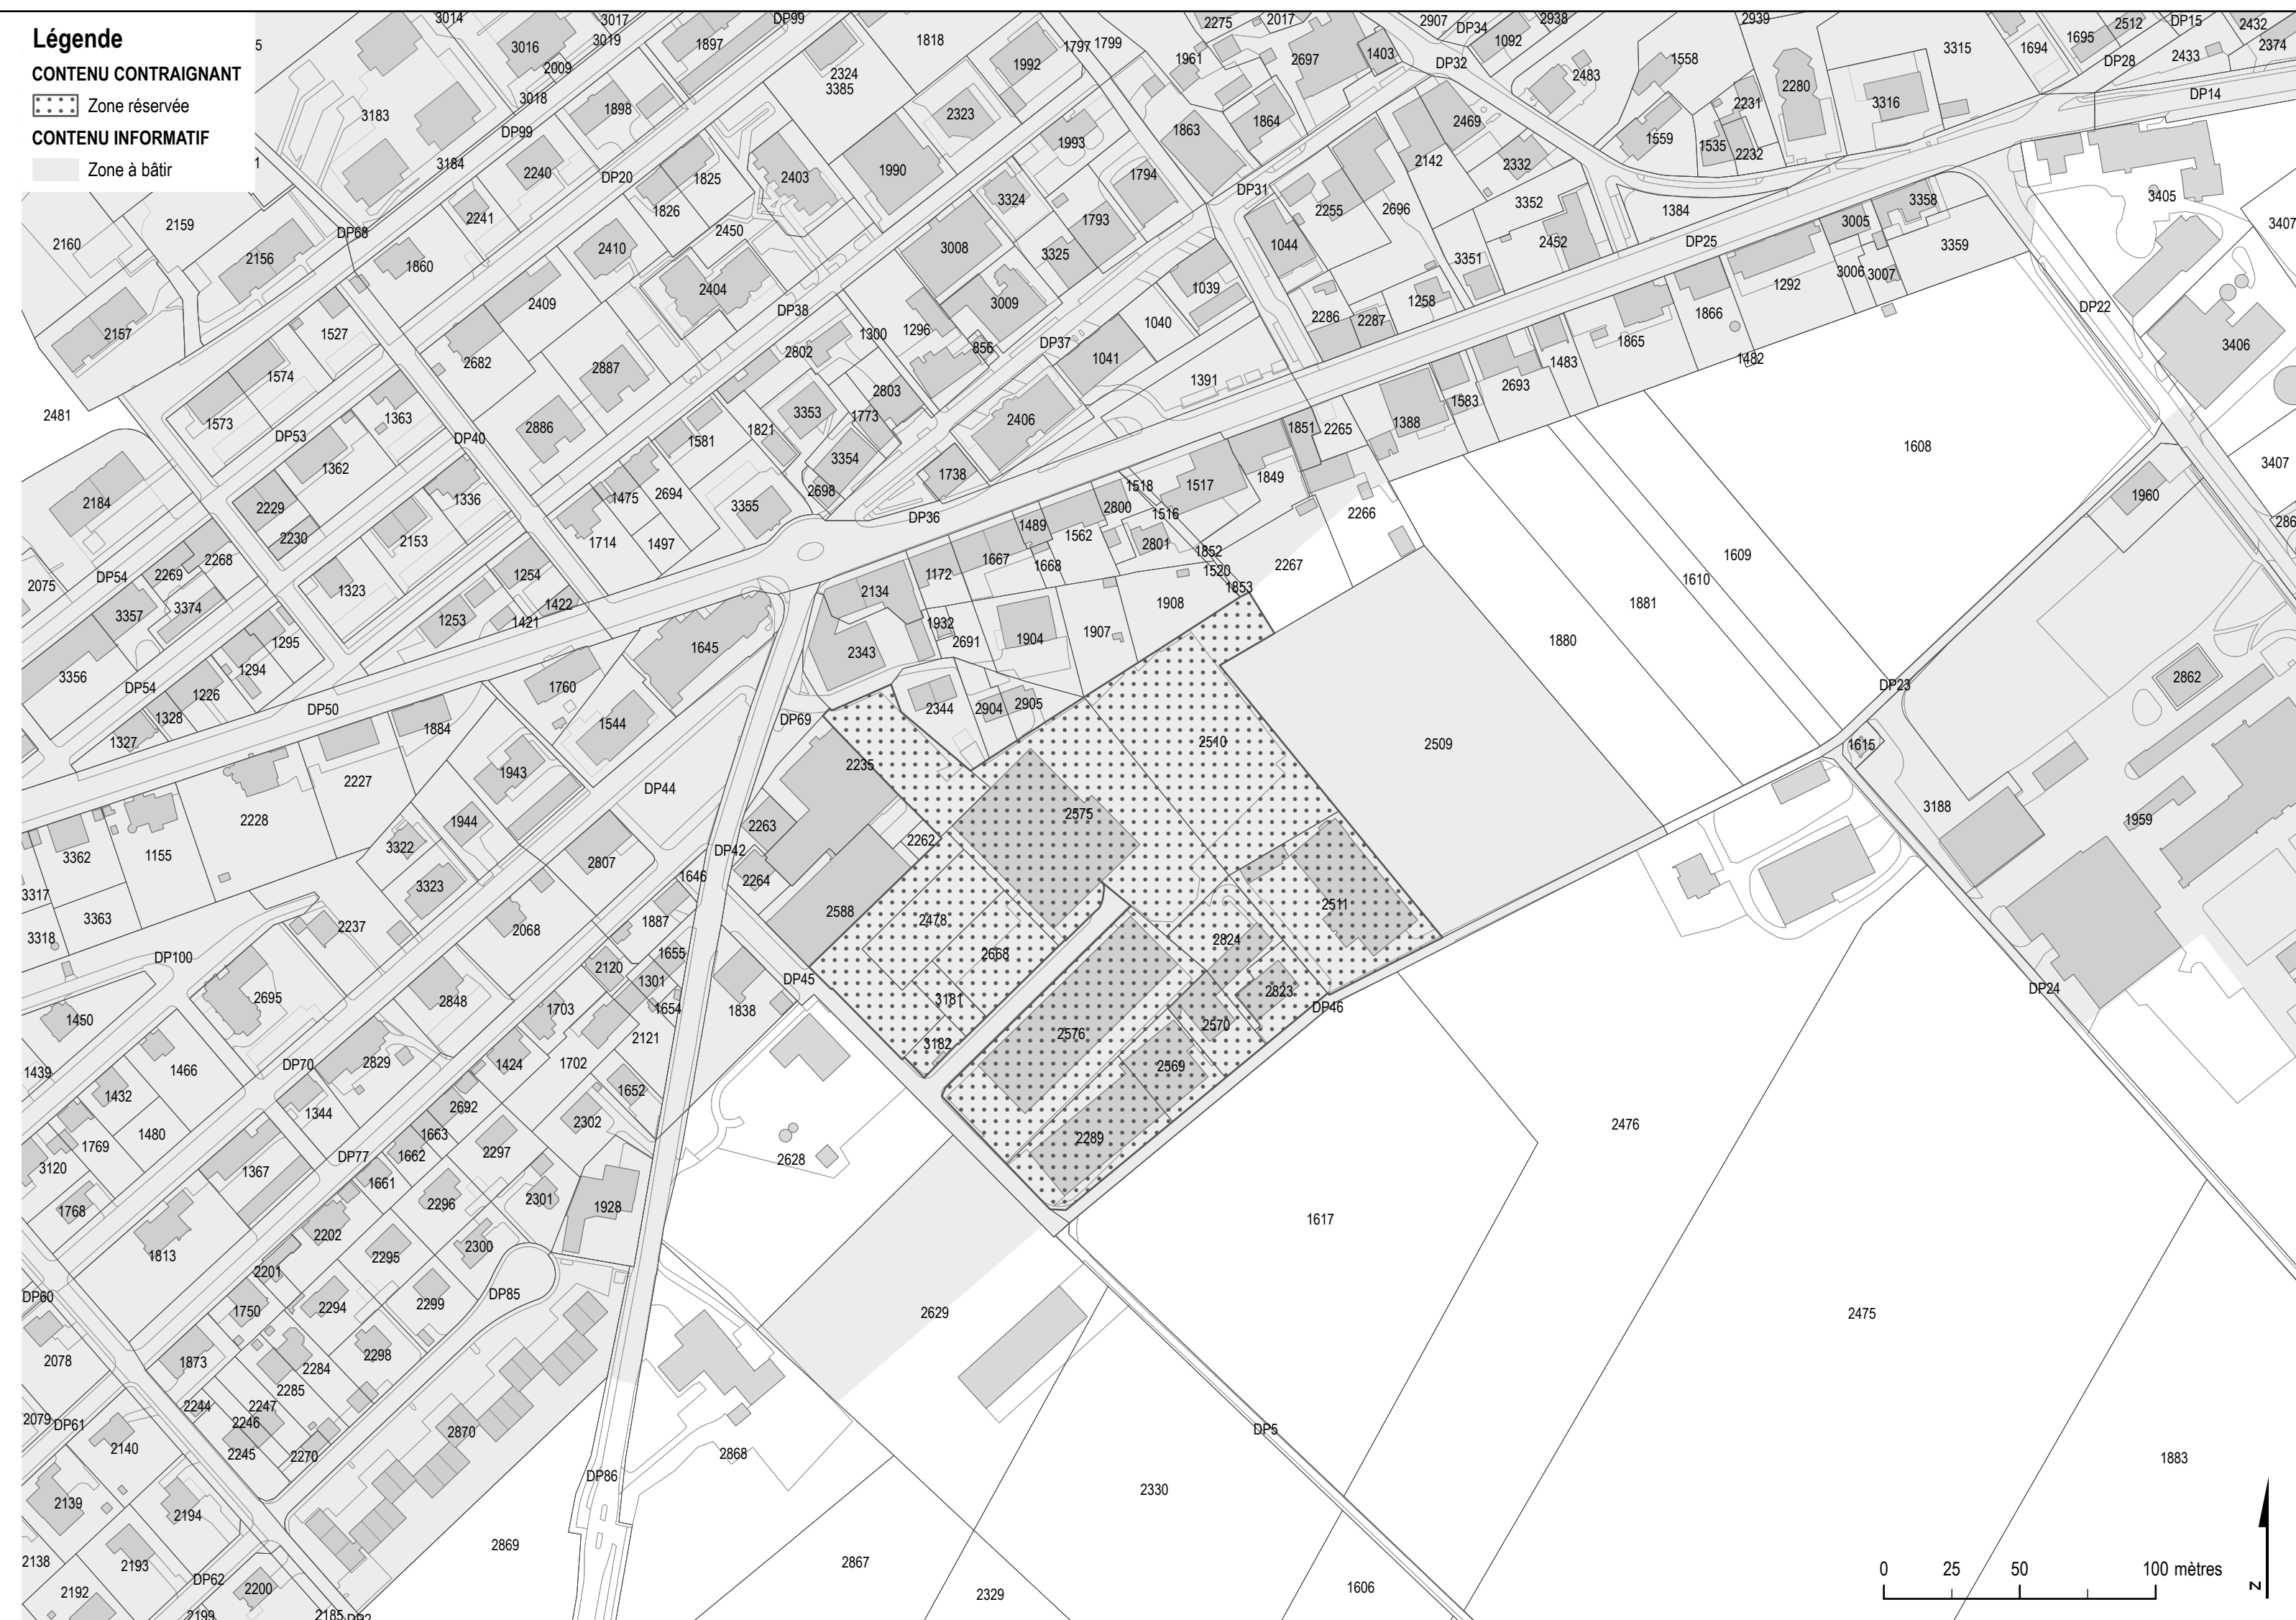 Légende
CONTENU CONTRAIGNANT
Zone réservée
CONTENU INFORMATIF
Zone à bâtir
3014 3017 DP99 1818 1797 1799 2275 2017 2907 DP34 2938 2939 2512 DP15 2432
3016 3019 1897 2324 1992 1961 2697 1403 1092 3315 1694 1695 2433 2374
2009 3385 DP32 2483 1558 2280 DP28
3183 3018 1898 2323 1993 1863 1864 2469 2231 3316 DP14
DP99 1559 1535 2232
3184 2240 DP20 1825 2403 1990 1794 2142 2332
2159 2160 DP68 2241 1826 2450 3324 1793 DP31 2255 2696 3352 1384 3405 3358
2156 1860 2410 3008 3325 1044 2452 DP25 3005 3359 3407
2404 3351 3006 3007
2157 1527 2409 DP38 3009 1039 2286 2287 1258 1866 1292 DP22
2682 2802 1300 1296 856 DP37 1040 1865 3406
1574 2887 1041 1391 1483 1482
2481 1573 1363 2803 3353 1773 2406 2693 1583
DP53 DP40 2886 1581 1821 1851 2265 1388 1608
1362 3354 1738 3407
2184 2229 1336 1475 2694 2698 3355 1518 1517 1849 1960
2230 2153 1714 1497 DP36 1489 2800 1516 2266
2268 1562 2801 1852 2267 1609
2075 DP54 2269 1323 1254 1172 1667 1668 1520 1610
3357 3374 1422 2134 1853 1881
1253 1421 1932 2691 1904 1907 1908 1880
1295 1645 2343
3356 1294 1760 2344 2904 2905 DP23 2862
DP54 1226 DP50 1544 DP69
1328 1884 2510 2509 1615
1327 1943 2235
2227 DP44 2575 3188 1959
2228 1944 2263 2262
3362 1155 3322 2807 DP42
3317 3323 1646 2264 2511
3363 2237 2068 1887 2588 2478
3318 DP100 1655 2668 2824
2120 1301 DP45 2823
2695 2848 1703 1654 1838 3181 DP46 DP24
1450 2121 2576 2570
DP70 2829 1424 1702 3182 2569
1439 1466 1652
1432 1344 2692 2302 2289 2476
1480 1663 2297 2628
1769 DP77 1662
3120 1367 1661 2301
1768 2296 1928 1617
1813 2202 2295 2300
2201 DP85 2629 2475
DP60 1750 2294 2299
2078 1873 2284 2298
2285
2244 2247
2079 DP61 2246 2870 2868 DP5
2140 2245 2270 1883
DP86
2139 2194 2330
2138 2193 2869 2867
DP62 2329 1606
2192 2200
2199 2185
0 25 50 100 mètres
N